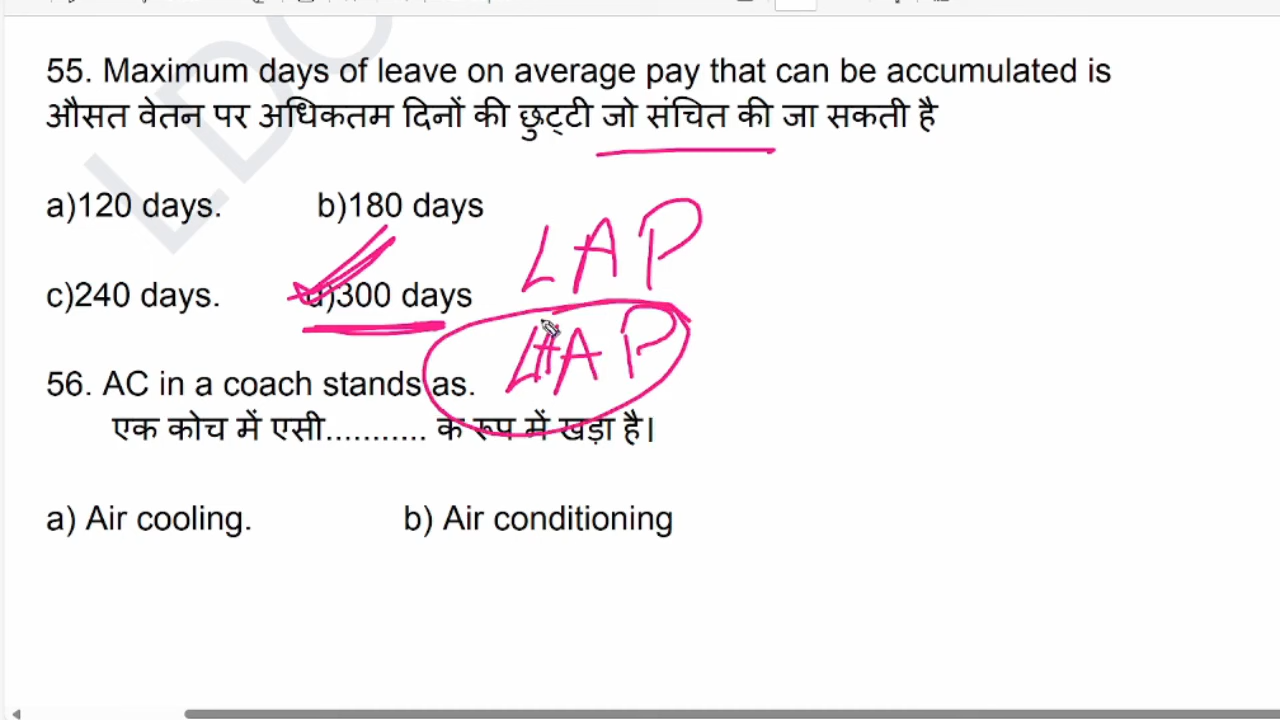 LDC
55. Maximum days of leave on average pay that can be accumulated is
औसत वेतन पर अधिकतम दिनों की छुट्टी जो संचित की जा सकती है
a)120 days. b)180 days
LAP
c)240 days. d)300 days
LHAP
56. AC in a coach stands as.
एक कोच में एसी........... के रूप में खड़ा है।
a) Air cooling. b) Air conditioning